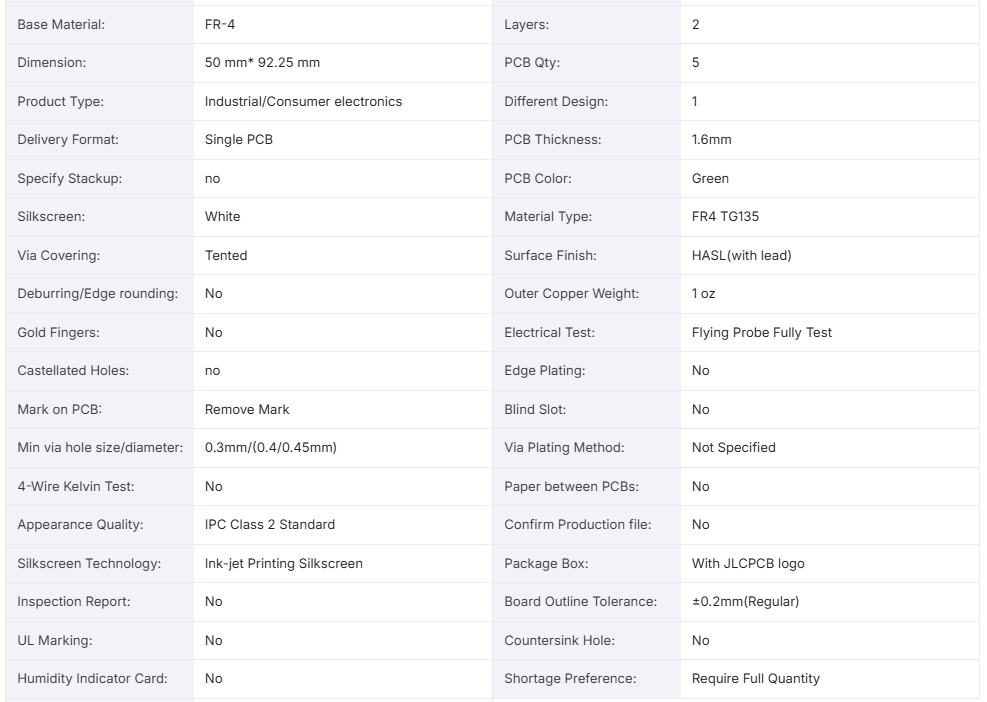 Base Material: FR-4 Layers: 2
Dimension: 50 mm* 92.25 mm PCB Qty: 5
Product Type: Industrial/Consumer electronics Different Design: 1
Delivery Format: Single PCB PCB Thickness: 1.6mm
Specify Stackup: no PCB Color: Green
Silkscreen: White Material Type: FR4 TG135
Via Covering: Tented Surface Finish: HASL(with lead)
Deburring/Edge rounding: No Outer Copper Weight: 1 oz
Gold Fingers: No Electrical Test: Flying Probe Fully Test
Castellated Holes: no Edge Plating: No
Mark on PCB: Remove Mark Blind Slot: No
Min via hole size/diameter: 0.3mm/(0.4/0.45mm) Via Plating Method: Not Specified
4-Wire Kelvin Test: No Paper between PCBs: No
Appearance Quality: IPC Class 2 Standard Confirm Production file: No
Silkscreen Technology: Ink-jet Printing Silkscreen Package Box: With JLCPCB logo
Inspection Report: No Board Outline Tolerance: ±0.2mm(Regular)
UL Marking: No Countersink Hole: No
Humidity Indicator Card: No Shortage Preference: Require Full Quantity